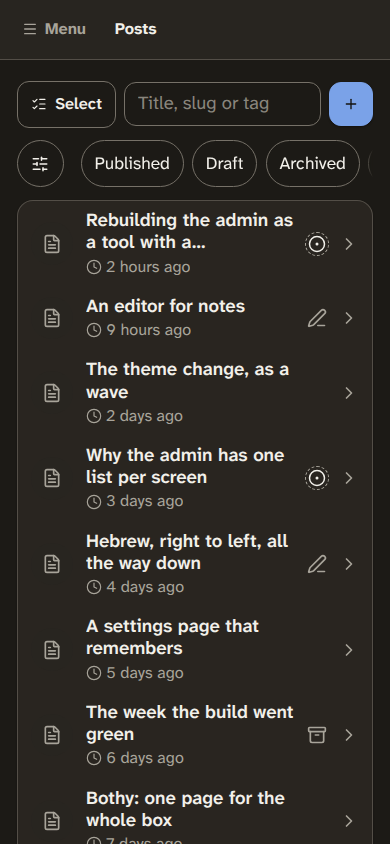 Menu
Posts
Select
Title, slug or tag
Published
Draft
Archived
Rebuilding the admin as
a tool with a...
2 hours ago
An editor for notes
9 hours ago
The theme change, as a
wave
2 days ago
Why the admin has one
list per screen
3 days ago
Hebrew, right to left, all
the way down
4 days ago
A settings page that
remembers
5 days ago
The week the build went
green
6 days ago
Bothy: one page for the
whole box
7 days ago